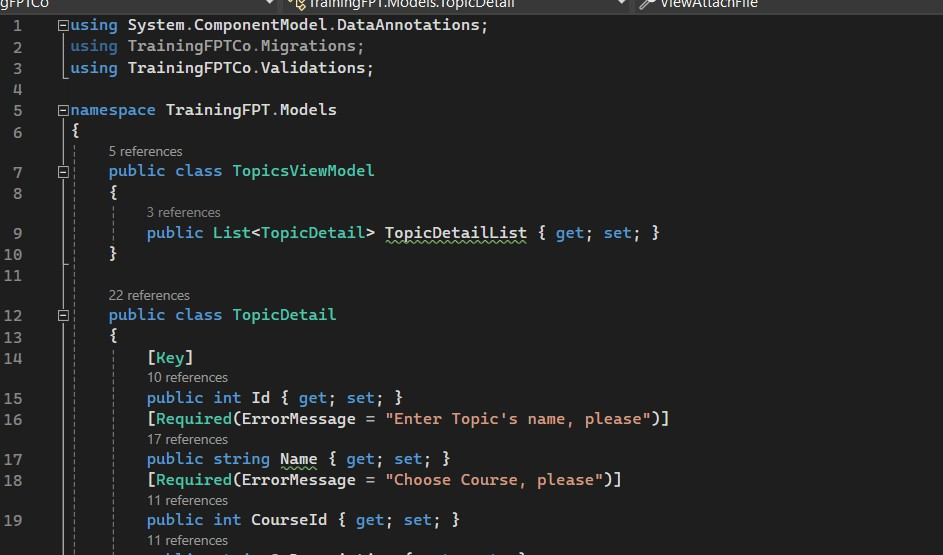 gFPTCo TrainingFPT.Models.TopicDetail ViewAttachFile
1 using System.ComponentModel.DataAnnotations;
2 using TrainingFPTCo.Migrations;
3 using TrainingFPTCo.Validations;
4
5 namespace TrainingFPT.Models
6 {
5 references
7 public class TopicsViewModel
8 {
3 references
9 public List<TopicDetail> TopicDetailList { get; set; }
10 }
11
22 references
12 public class TopicDetail
13 {
14 [Key]
10 references
15 public int Id { get; set; }
16 [Required(ErrorMessage = "Enter Topic's name, please")]
17 references
17 public string Name { get; set; }
18 [Required(ErrorMessage = "Choose Course, please")]
11 references
19 public int CourseId { get; set; }
11 references